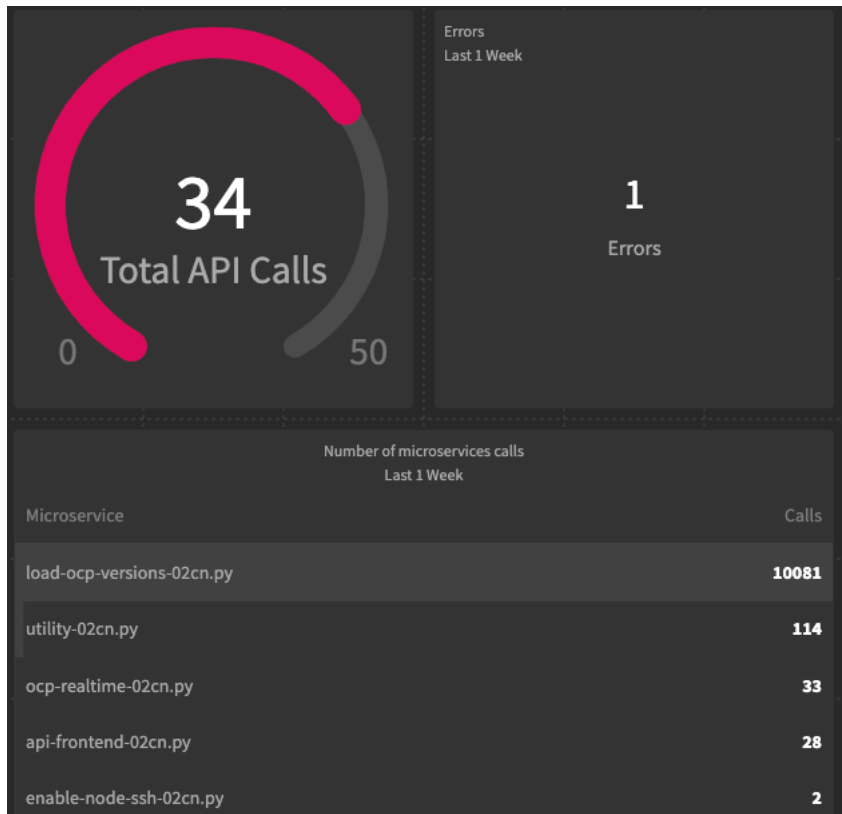 34
Total API Calls
0
50
Errors
Last 1 Week
1
Errors
Number of microservices calls
Last 1 Week
Microservice Calls
load-ocp-versions-02cn.py 10081
utility-02cn.py 114
ocp-realtime-02cn.py 33
api-frontend-02cn.py 28
enable-node-ssh-02cn.py 2